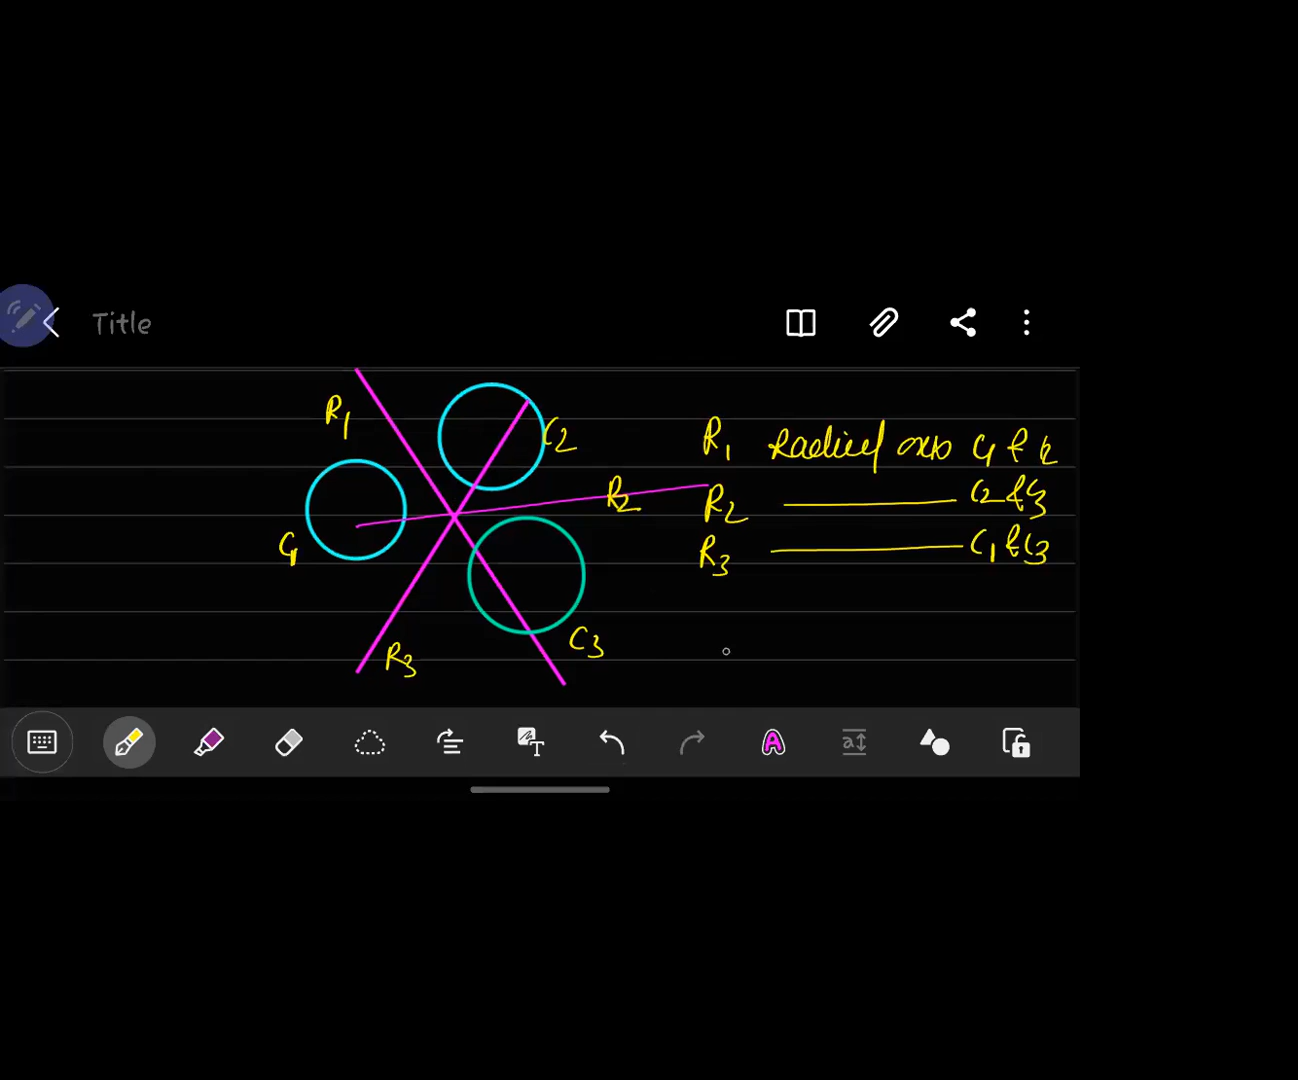 Title
R1
C2
R1 Radical axis C1 & C2
R2
R2 ——— C2 & C3
C1
R3 ——— C1 & C3
C3
R3